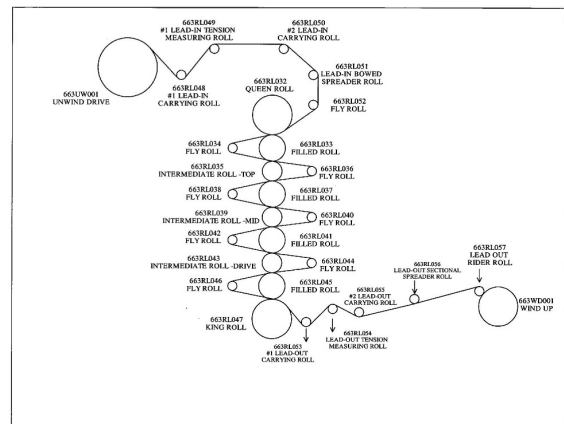 663RL049
#1 LEAD-IN TENSION
MEASURING ROLL
663RL050
#2 LEAD-IN
CARRYING ROLL
663RL051
LEAD-IN BOWED
SPREADER ROLL
663RL032
QUEEN ROLL
663RL048
#1 LEAD-IN
CARRYING ROLL
663UW001
UNWIND DRIVE
663RL052
FLY ROLL
663RL034
FLY ROLL
663RL033
FILLED ROLL
663RL035
INTERMEDIATE ROLL -TOP
663RL036
FLY ROLL
663RL038
FLY ROLL
663RL037
FILLED ROLL
663RL039
INTERMEDIATE ROLL -MID
663RL040
FLY ROLL
663RL042
FLY ROLL
663RL041
FILLED ROLL
663RL043
INTERMEDIATE ROLL -DRIVE
663RL044
FLY ROLL
663RL046
FLY ROLL
663RL045
FILLED ROLL
663RL047
KING ROLL
663RL053
#1 LEAD-OUT
CARRYING ROLL
663RL054
LEAD-OUT TENSION
MEASURING ROLL
663RL055
#2 LEAD-OUT
CARRYING ROLL
663RL056
LEAD-OUT SECTIONAL
SPREADER ROLL
663RL057
LEAD OUT
RIDER ROLL
663WD001
WIND UP